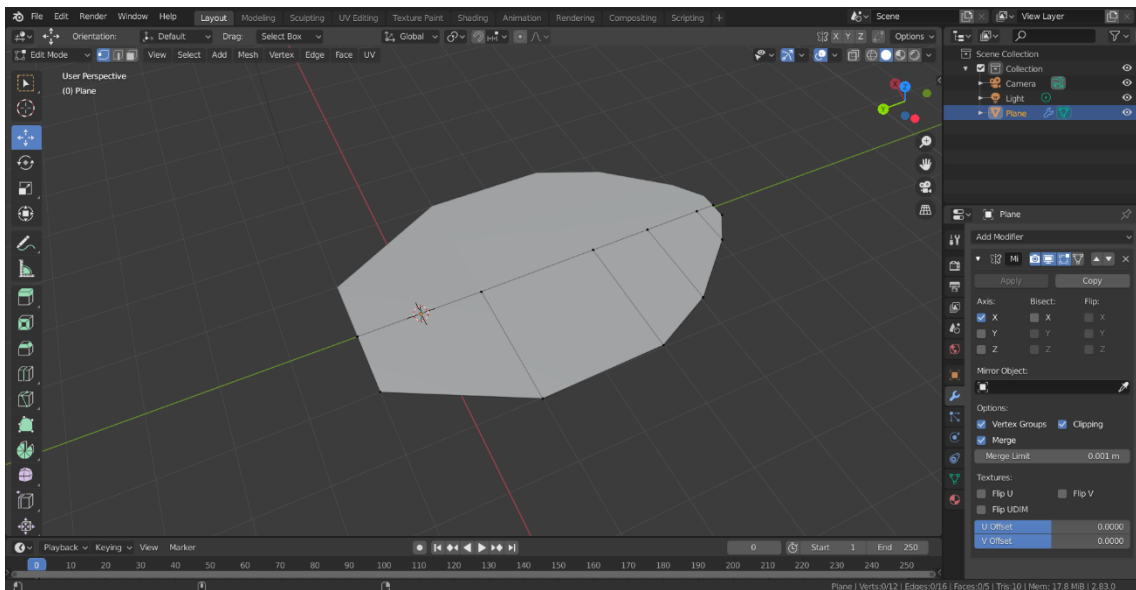 File Edit Render Window Help Layout Modeling Sculpting UV Editing Texture Paint Shading Animation Rendering Compositing Scripting + Scene View Layer
Orientation: Default Drag: Select Box Global X Y Z Options
Edit Mode View Select Add Mesh Vertex Edge Face UV
Scene Collection
Collection
Camera
Light
Plane
User Perspective
(0) Plane
Y
Z
Plane
Add Modifier
Mi
Apply Copy
Axis: Bisect: Flip:
X X X
Y Y Y
Z Z Z
Mirror Object:
Options:
Vertex Groups Clipping
Merge
Merge Limit 0.001 m
Textures:
Flip U Flip V
Flip UDIM
U Offset 0.0000
V Offset 0.0000
Playback Keying View Marker 0 Start 1 End 250
0 10 20 30 40 50 60 70 80 90 100 110 120 130 140 150 160 170 180 190 200 210 220 230 240 250
Plane | Verts:0/12 | Edges:0/16 | Faces:0/5 | Tris:10 | Mem: 17.8 MiB | 2.83.0